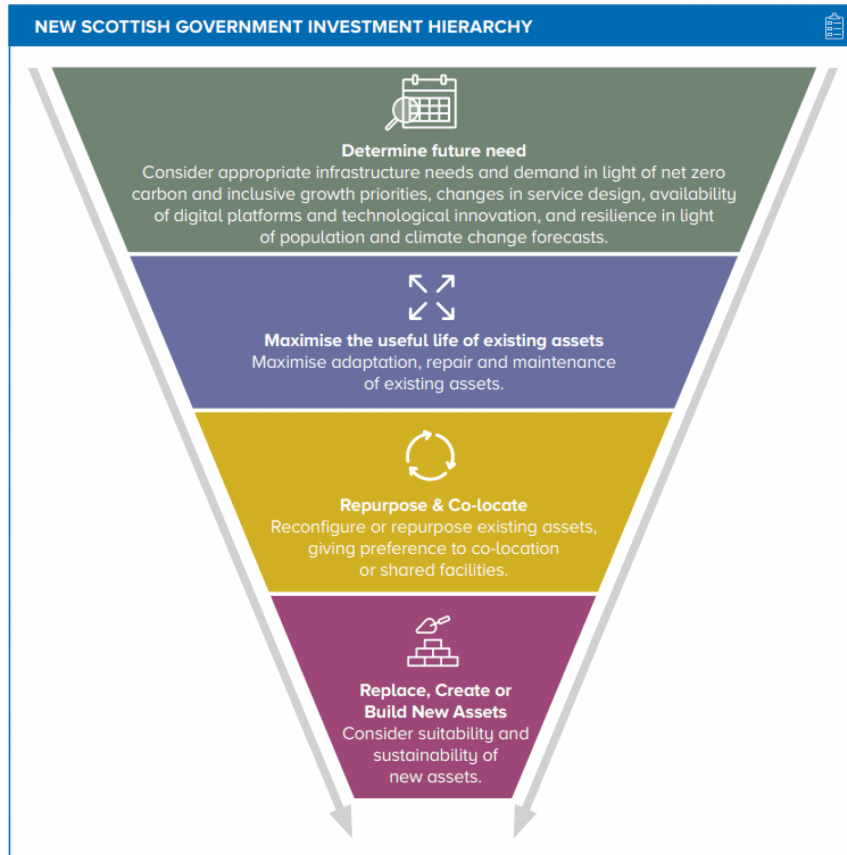 NEW SCOTTISH GOVERNMENT INVESTMENT HIERARCHY
Determine future need
Consider appropriate infrastructure needs and demand in light of net zero
carbon and inclusive growth priorities, changes in service design, availability
of digital platforms and technological innovation, and resilience in light
of population and climate change forecasts.
Maximise the useful life of existing assets
Maximise adaptation, repair and maintenance
of existing assets.
Repurpose & Co-locate
Reconfigure or repurpose existing assets,
giving preference to co-location
or shared facilities.
Replace, Create or
Build New Assets
Consider suitability and
sustainability of
new assets.